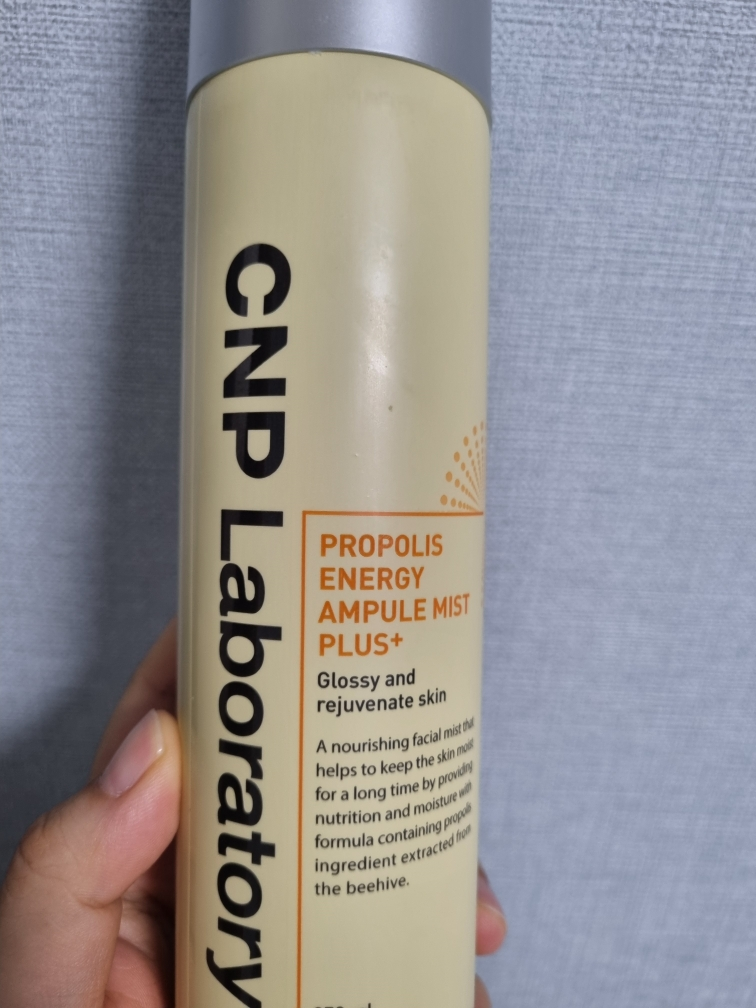 CNP Laboratory
PROPOLIS
ENERGY
AMPULE MIST
PLUS+
Glossy and
rejuvenate skin
A nourishing facial mist that
helps to keep the skin moist
for a long time by providing
nutrition and moisture with
formula containing propolis
ingredient extracted from
the beehive.